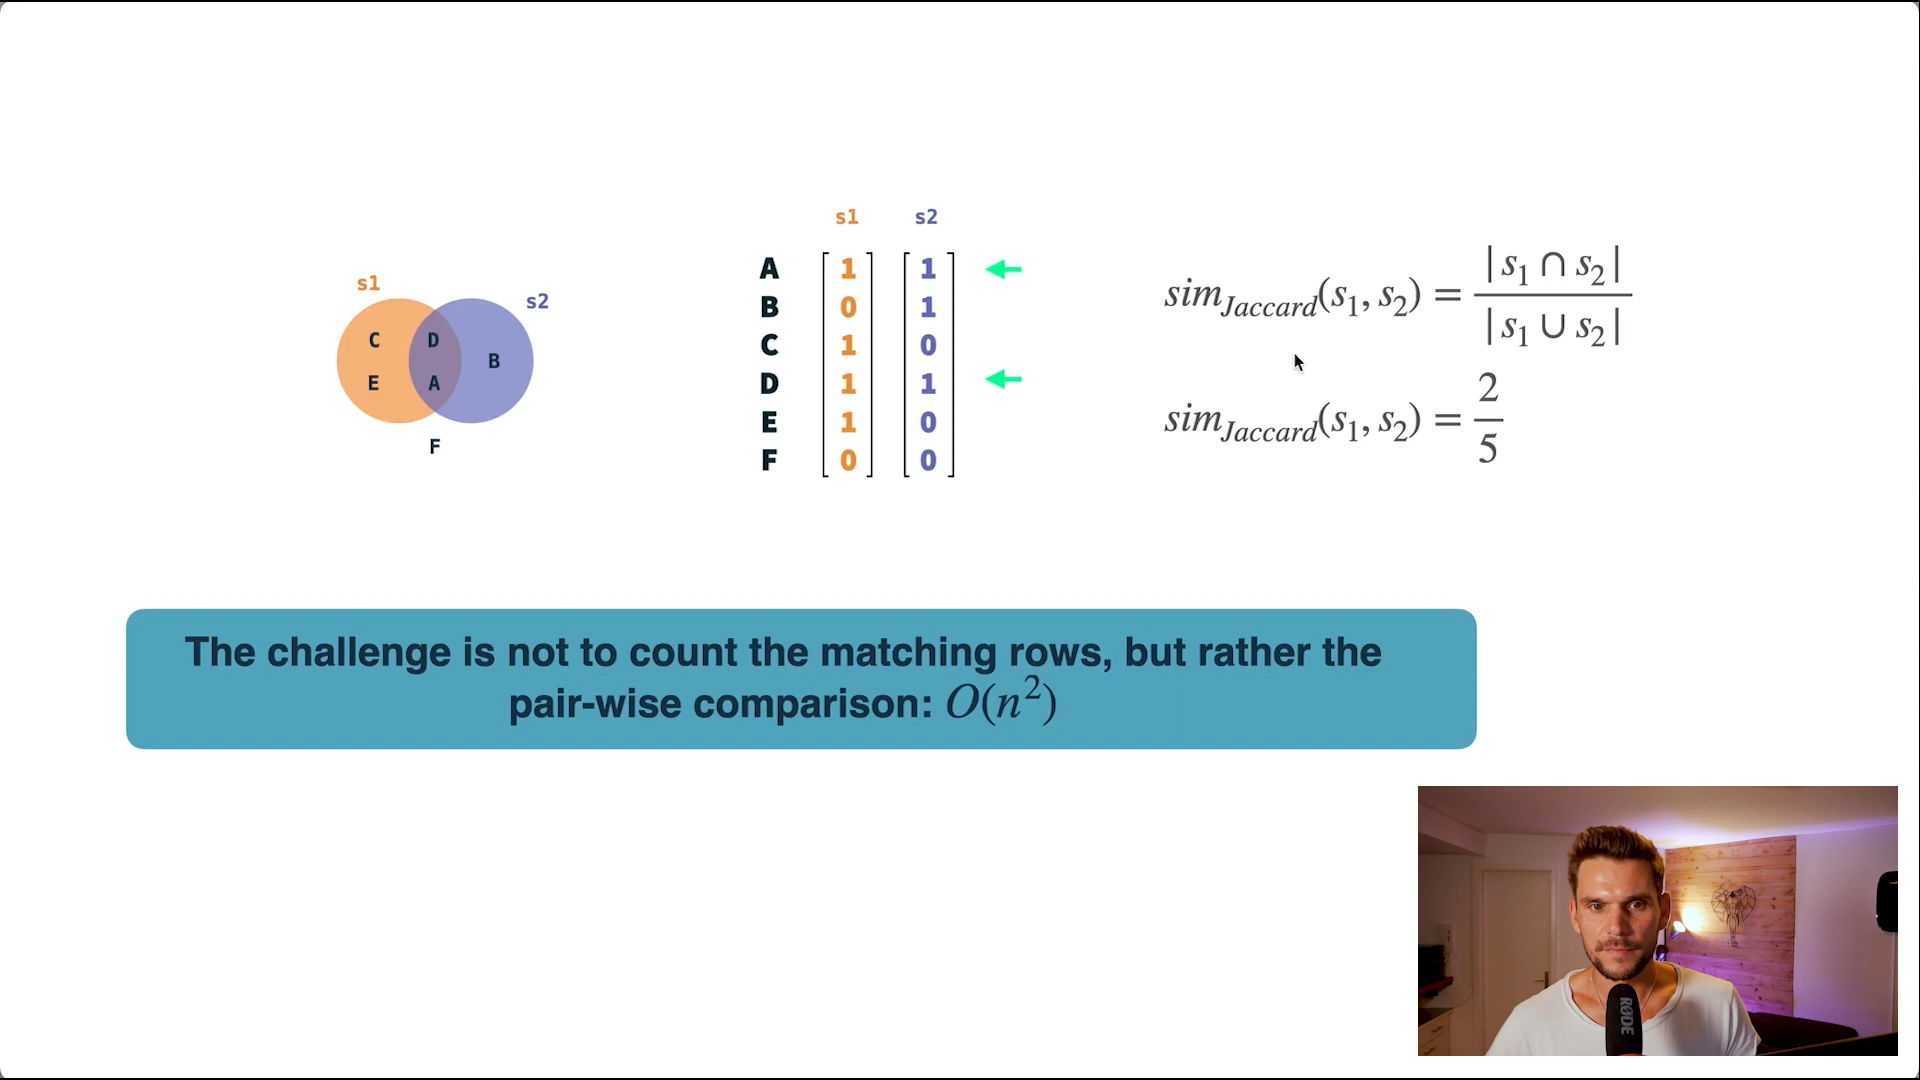 s1 s2
s1
s2
C D B
E A
F
A 1 1
B 0 1
C 1 0
D 1 1
E 1 0
F 0 0
sim_Jaccard(s₁, s₂) = |s₁ ∩ s₂| / |s₁ ∪ s₂|
sim_Jaccard(s₁, s₂) = 2/5
The challenge is not to count the matching rows, but rather the
pair-wise comparison: O(n²)
RØDE